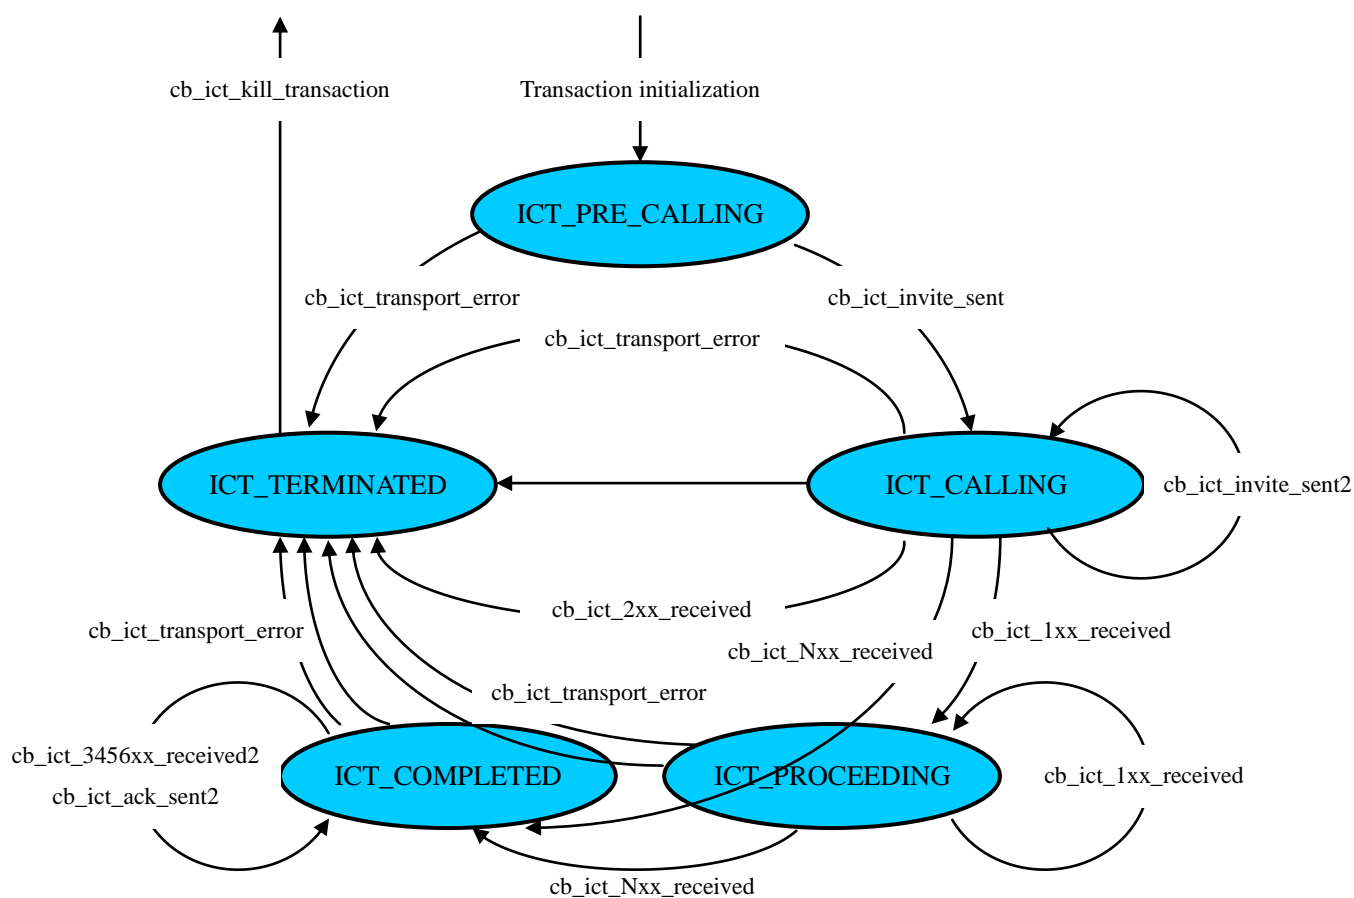 cb_ict_kill_transaction
Transaction initialization
ICT_PRE_CALLING
cb_ict_transport_error
cb_ict_invite_sent
cb_ict_transport_error
ICT_TERMINATED
ICT_CALLING
cb_ict_invite_sent2
cb_ict_2xx_received
cb_ict_transport_error
cb_ict_1xx_received
cb_ict_Nxx_received
cb_ict_transport_error
cb_ict_3456xx_received2
ICT_COMPLETED
ICT_PROCEEDING
cb_ict_1xx_received
cb_ict_ack_sent2
cb_ict_Nxx_received